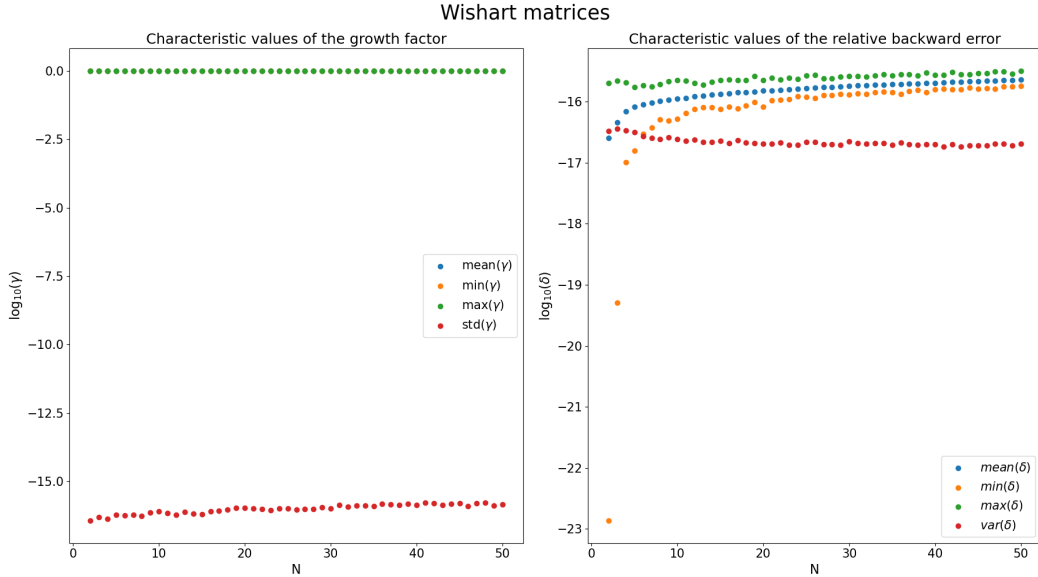 Wishart matrices
Characteristic values of the growth factor
0.0
−2.5
−5.0
−7.5
−10.0
−12.5
−15.0
log₁₀(γ)
mean(γ)
min(γ)
max(γ)
std(γ)
0 10 20 30 40 50
N
Characteristic values of the relative backward error
−16
−17
−18
−19
−20
−21
−22
−23
log₁₀(δ)
mean(δ)
min(δ)
max(δ)
var(δ)
0 10 20 30 40 50
N